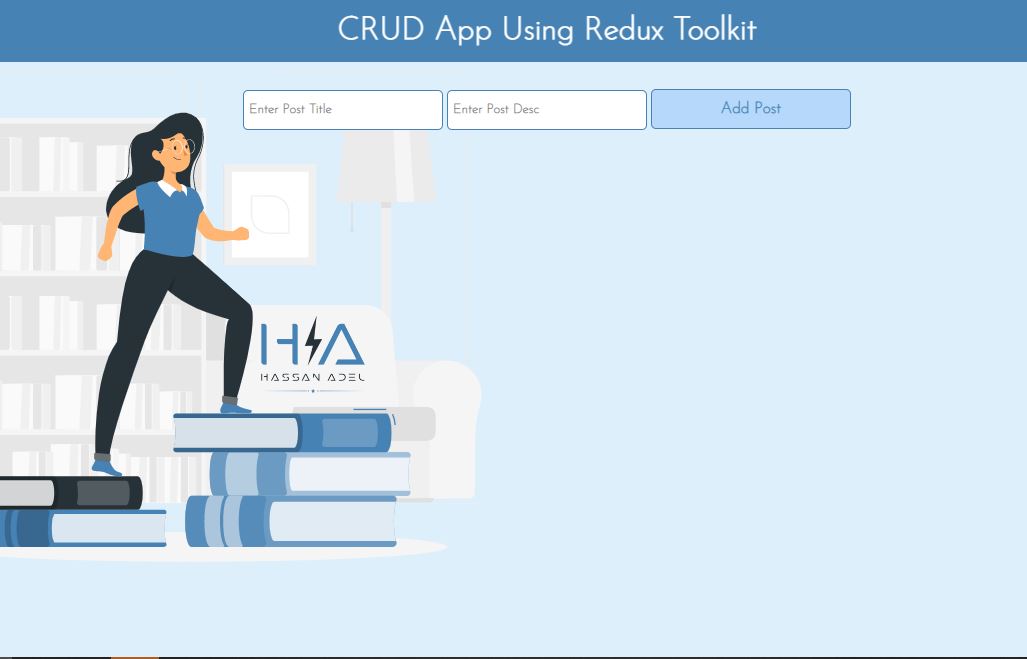 CRUD App Using Redux Toolkit
Enter Post Title
Enter Post Desc
Add Post
HA
HASSAN ADEL